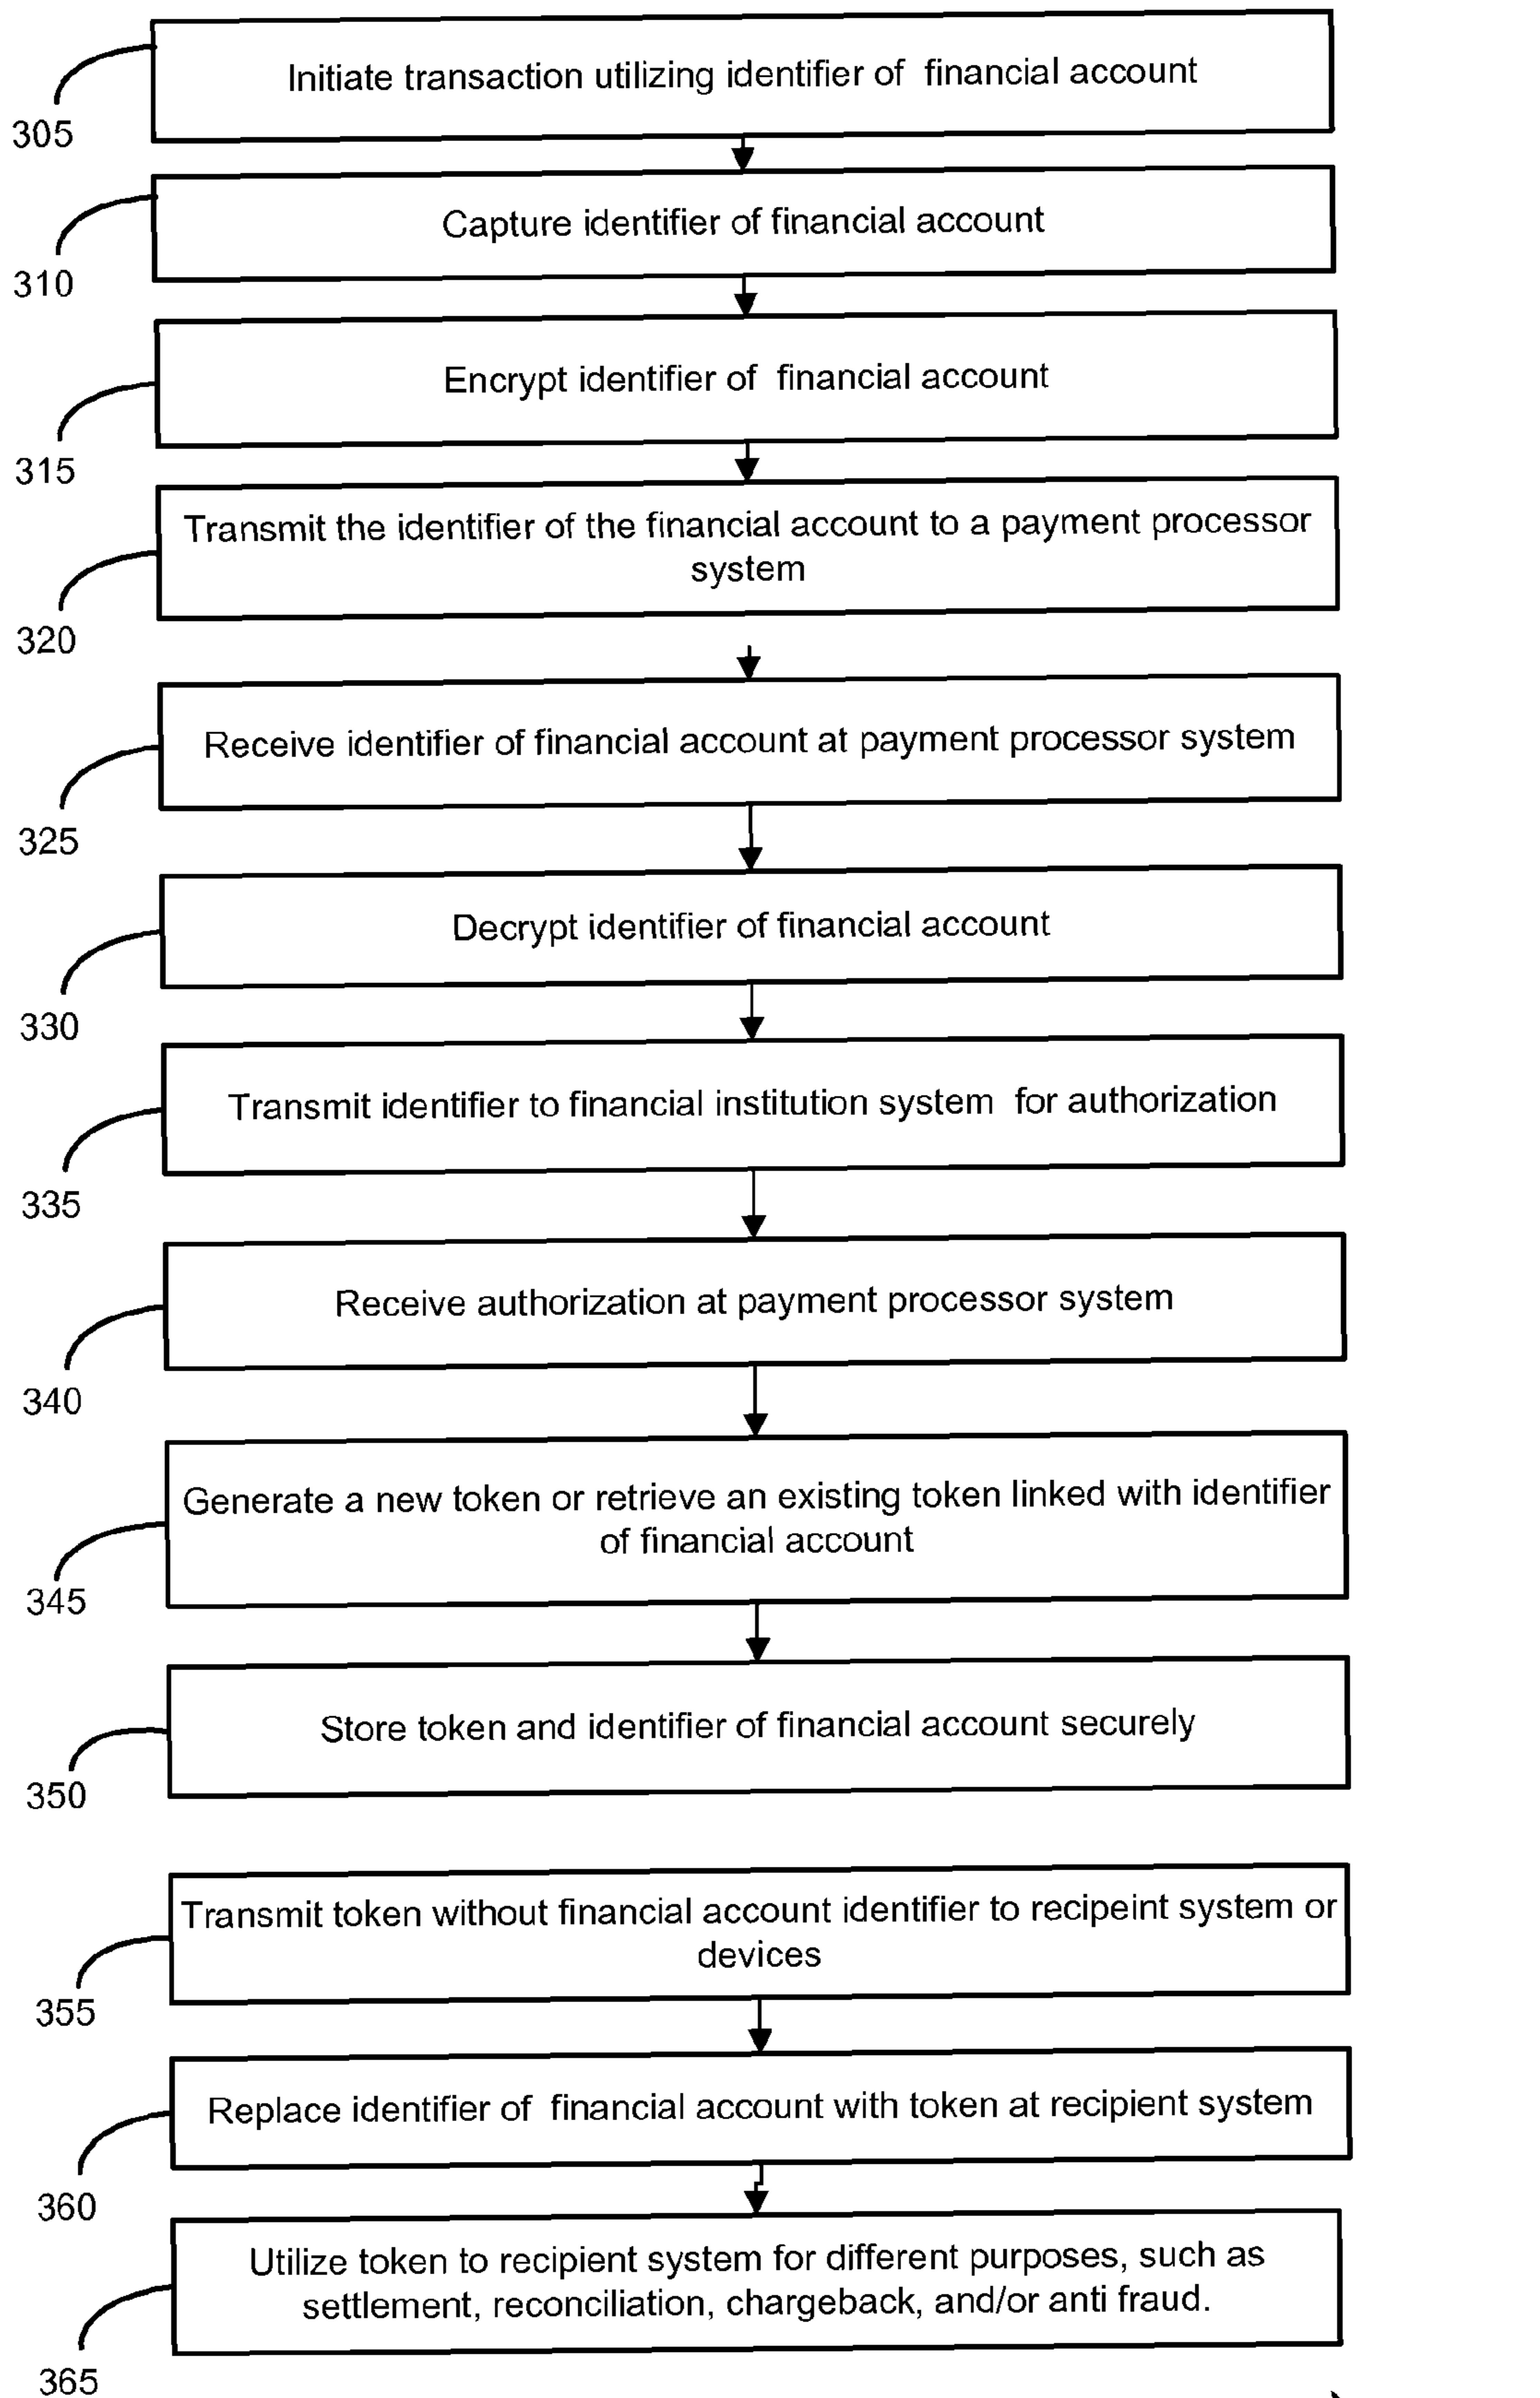 Initiate transaction utilizing identifier of financial account
305
Capture identifier of financial account
310
Encrypt identifier of financial account
315
Transmit the identifier of the financial account to a payment processor
system
320
Receive identifier of financial account at payment processor system
325
Decrypt identifier of financial account
330
Transmit identifier to financial institution system for authorization
335
Receive authorization at payment processor system
340
Generate a new token or retrieve an existing token linked with identifier
of financial account
345
Store token and identifier of financial account securely
350
Transmit token without financial account identifier to recipeint system or
devices
355
Replace identifier of financial account with token at recipient system
360
Utilize token to recipient system for different purposes, such as
settlement, reconciliation, chargeback, and/or anti fraud.
365